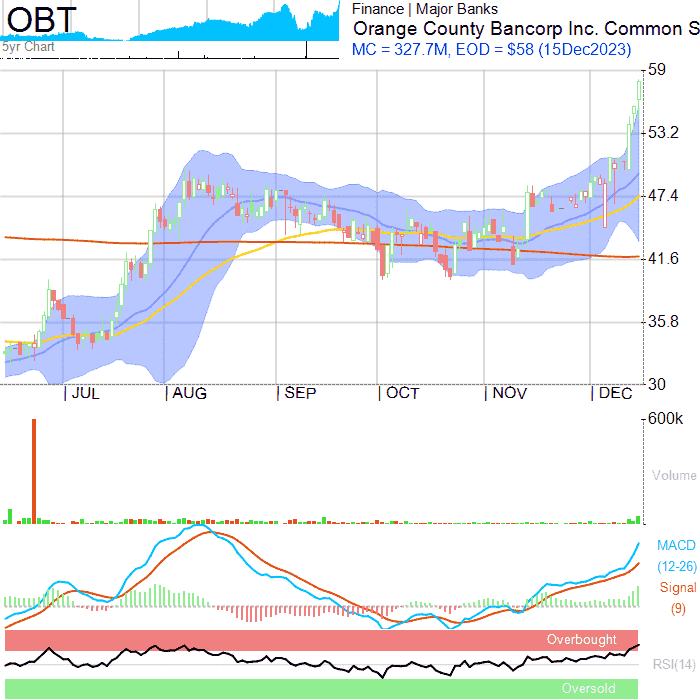 OBT
5yr Chart
Finance | Major Banks
Orange County Bancorp Inc. Common S
MC = 327.7M, EOD = $58 (15Dec2023)
59
53.2
47.4
41.6
35.8
30
JUL
AUG
SEP
OCT
NOV
DEC
600k
Volume
MACD
(12-26)
Signal
(9)
Overbought
RSI(14)
Oversold